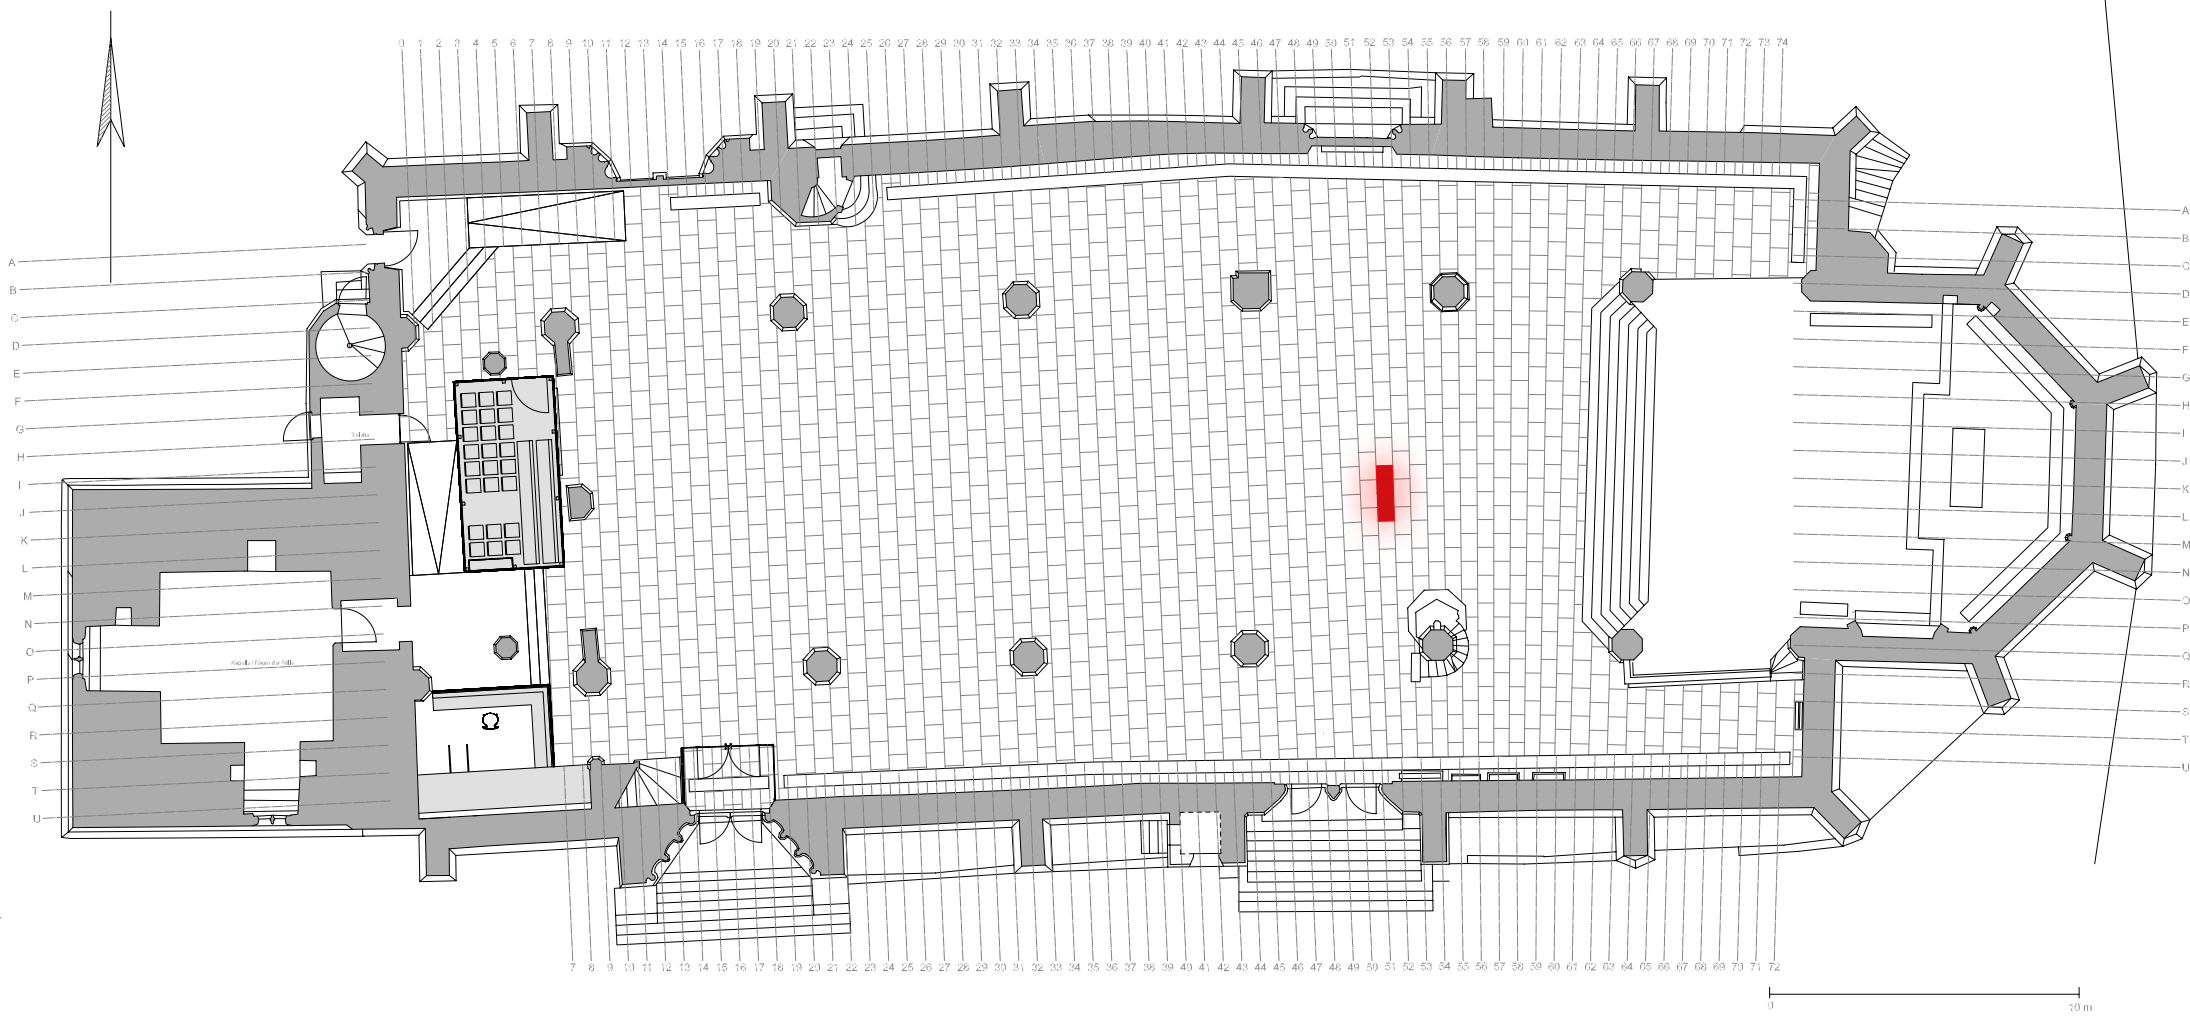 0 1 2 3 4 5 6 7 8 9 10 11 12 13 14 15 16 17 18 19 20 21 22 23 24 25 26 27 28 29 30 31 32 33 34 35 36 37 38 39 40 41 42 43 44 45 46 47 48 49 50 51 52 53 54 55 56 57 58 59 60 61 62 63 64 65 66 67 68 69 70 71 72 73 74
A
B
C
D
E
F
G
H
I
J
K
L
M
N
O
P
Q
R
S
T
U
A
B
C
D
E
F
G
H
I
J
K
L
M
N
O
P
Q
R
S
T
U
7 8 9 10 11 12 13 14 15 16 17 18 19 20 21 22 23 24 25 26 27 28 29 30 31 32 33 34 35 36 37 38 39 40 41 42 43 44 45 46 47 48 49 50 51 52 53 54 55 56 57 58 59 60 61 62 63 64 65 66 67 68 69 70 71 72
0 10 m